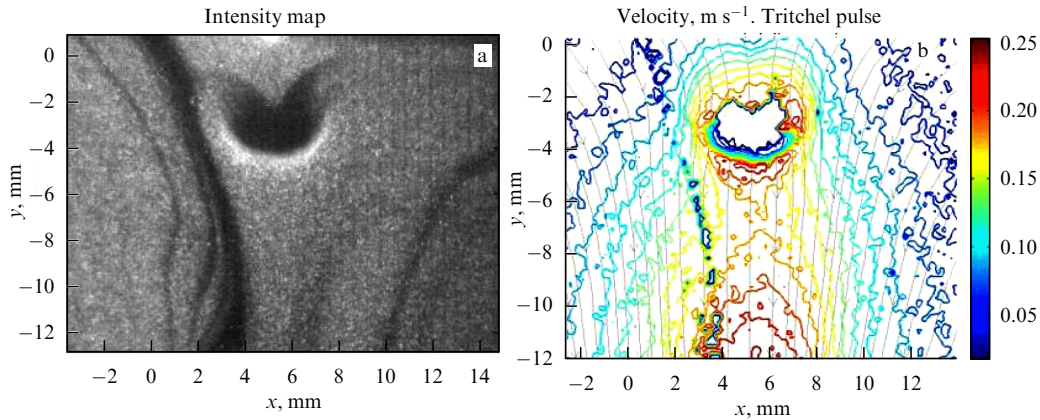 Intensity map
a
0
−2
−4
−6
−8
−10
−12
y, mm
−2 0 2 4 6 8 10 12 14
x, mm
Velocity, m s⁻¹. Tritchel pulse
b
0
−2
−4
−6
−8
−10
−12
y, mm
−2 0 2 4 6 8 10 12
x, mm
0.25
0.20
0.15
0.10
0.05